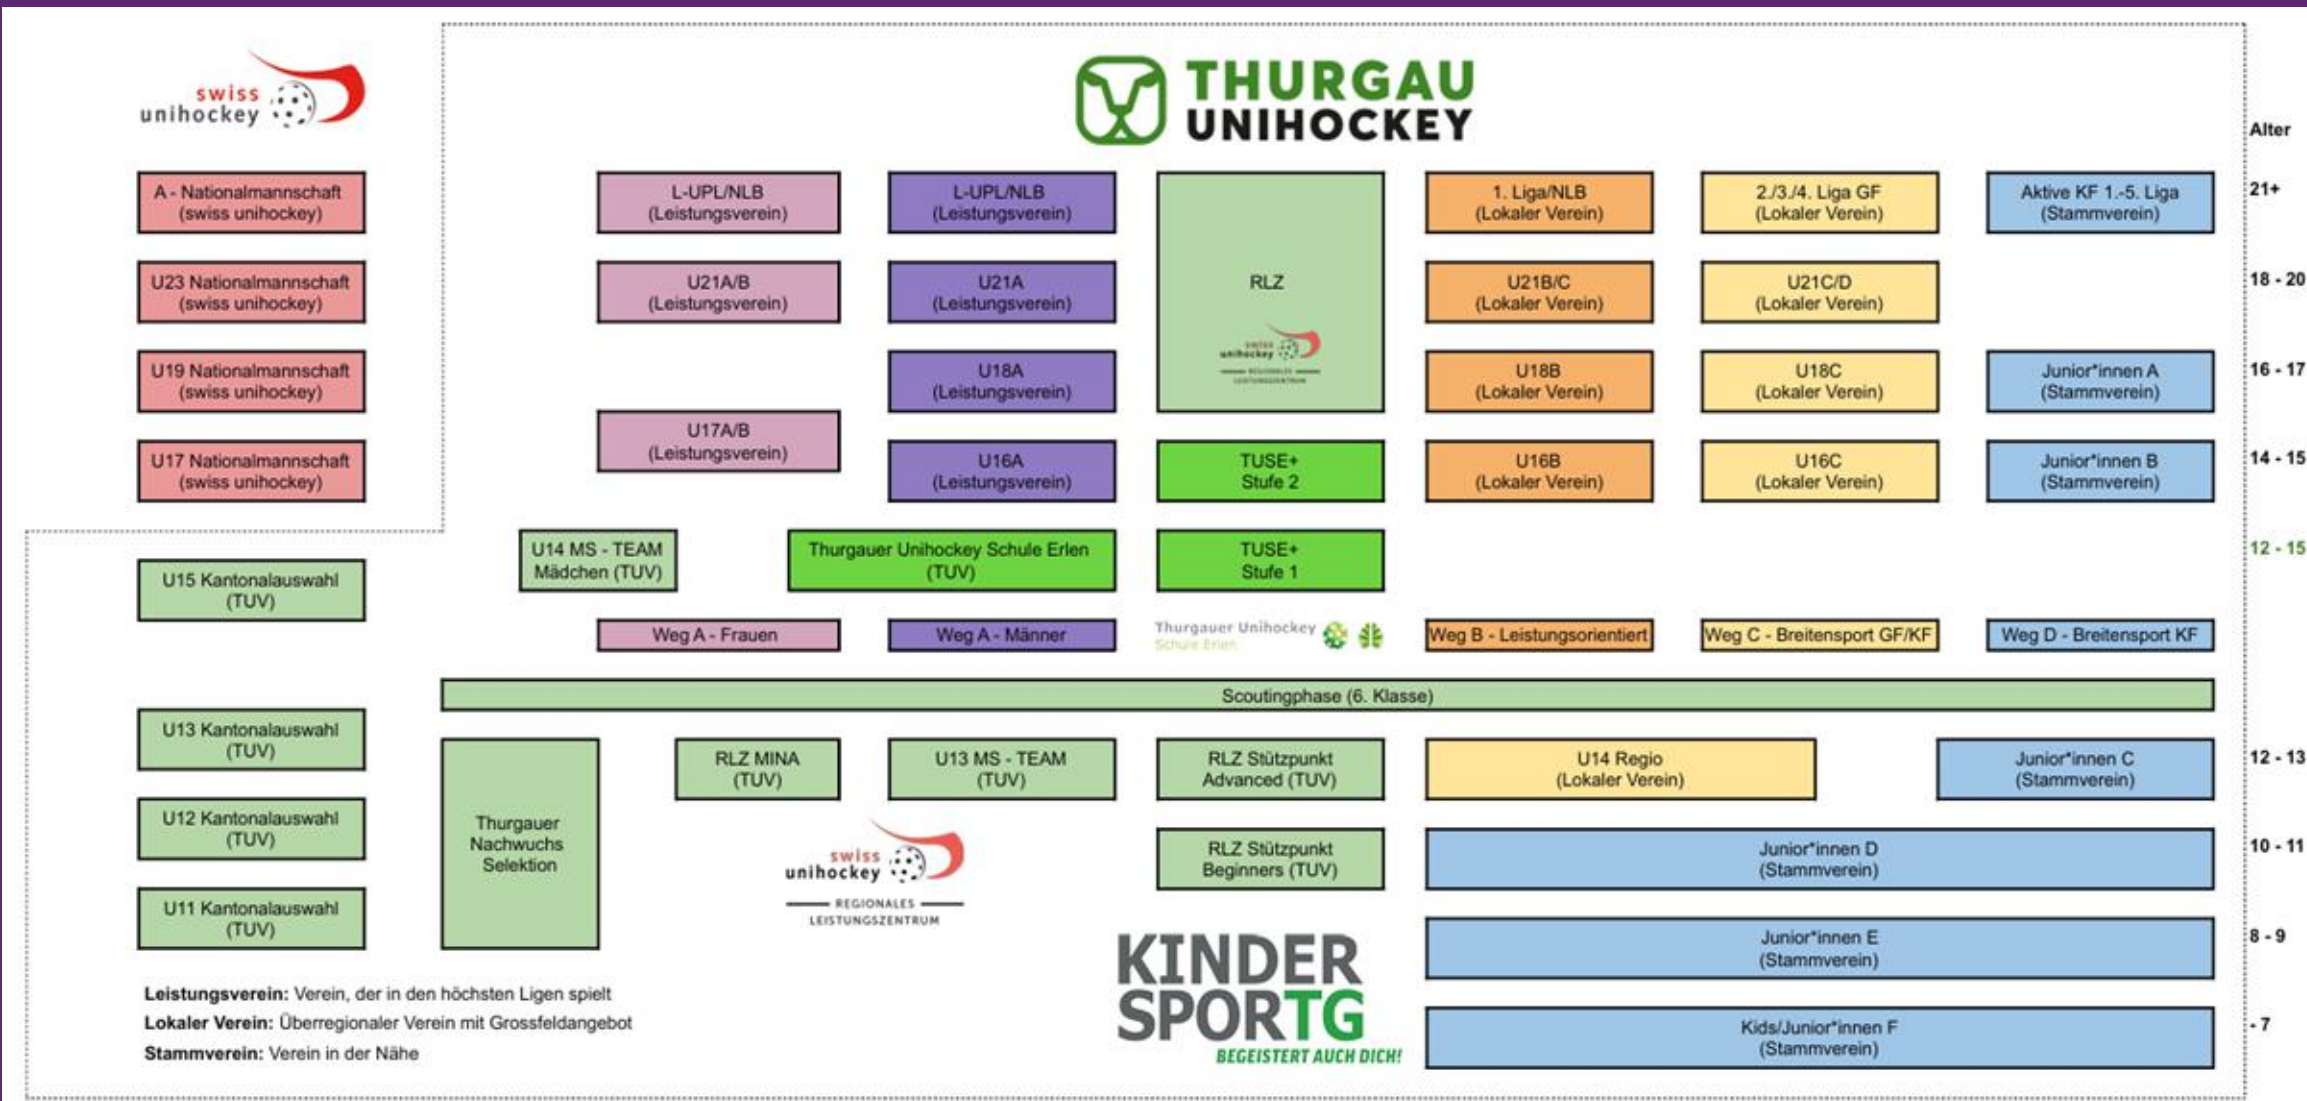 swiss
unihockey
THURGAU
UNIHOCKEY
Alter
A - Nationalmannschaft
(swiss unihockey)
L-UPL/NLB
(Leistungsverein)
L-UPL/NLB
(Leistungsverein)
1. Liga/NLB
(Lokaler Verein)
2./3./4. Liga GF
(Lokaler Verein)
Aktive KF 1.-5. Liga
(Stammverein)
21+
U23 Nationalmannschaft
(swiss unihockey)
U21A/B
(Leistungsverein)
U21A
(Leistungsverein)
RLZ
swiss
unihockey
REGIONALES
LEISTUNGSZENTRUM
U21B/C
(Lokaler Verein)
U21C/D
(Lokaler Verein)
18 - 20
U19 Nationalmannschaft
(swiss unihockey)
U18A
(Leistungsverein)
U18B
(Lokaler Verein)
U18C
(Lokaler Verein)
Junior*innen A
(Stammverein)
16 - 17
U17A/B
(Leistungsverein)
U17 Nationalmannschaft
(swiss unihockey)
U16A
(Leistungsverein)
TUSE+
Stufe 2
U16B
(Lokaler Verein)
U16C
(Lokaler Verein)
Junior*innen B
(Stammverein)
14 - 15
U14 MS - TEAM
Mädchen (TUV)
Thurgauer Unihockey Schule Erlen
(TUV)
TUSE+
Stufe 1
12 - 15
U15 Kantonalauswahl
(TUV)
Weg A - Frauen
Weg A - Männer
Thurgauer Unihockey
Schule Erlen
Weg B - Leistungsorientiert
Weg C - Breitensport GF/KF
Weg D - Breitensport KF
Scoutingphase (6. Klasse)
U13 Kantonalauswahl
(TUV)
RLZ MINA
(TUV)
U13 MS - TEAM
(TUV)
RLZ Stützpunkt
Advanced (TUV)
U14 Regio
(Lokaler Verein)
Junior*innen C
(Stammverein)
12 - 13
U12 Kantonalauswahl
(TUV)
Thurgauer
Nachwuchs
Selektion
swiss
unihockey
REGIONALES
LEISTUNGSZENTRUM
RLZ Stützpunkt
Beginners (TUV)
Junior*innen D
(Stammverein)
10 - 11
U11 Kantonalauswahl
(TUV)
Junior*innen E
(Stammverein)
8 - 9
KINDER
SPORTG
BEGEISTERT AUCH DICH!
Kids/Junior*innen F
(Stammverein)
- 7
Leistungsverein: Verein, der in den höchsten Ligen spielt
Lokaler Verein: Überregionaler Verein mit Grossfeldangebot
Stammverein: Verein in der Nähe